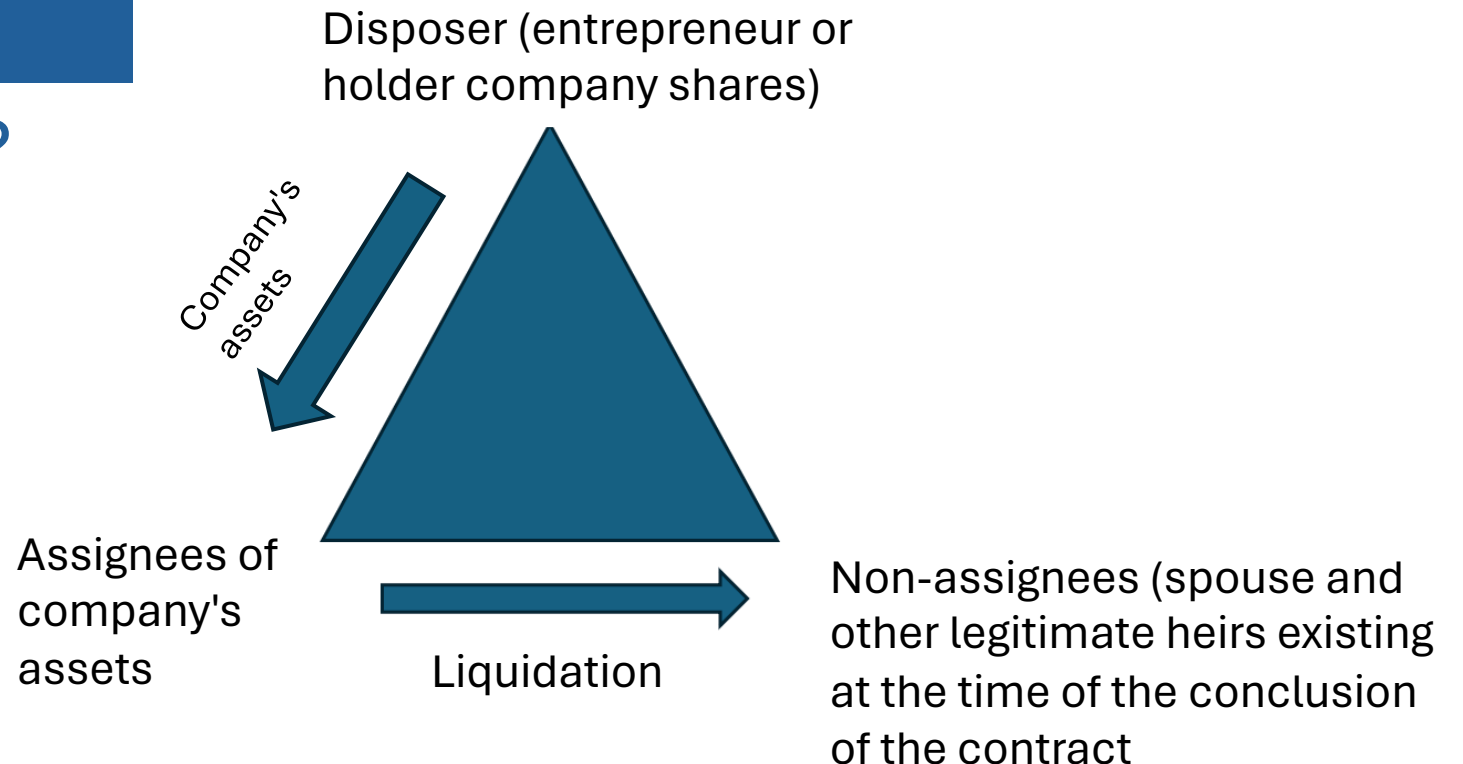 Disposer (entrepreneur or
holder company shares)
Company's
assets
Assignees of
company's
assets
Liquidation
Non-assignees (spouse and
other legitimate heirs existing
at the time of the conclusion
of the contract